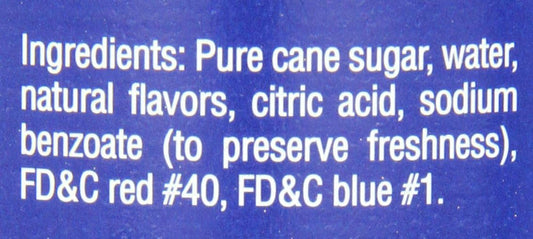 Ingredients: Pure cane sugar, water,
natural flavors, citric acid, sodium
benzoate (to preserve freshness),
FD&C red #40, FD&C blue #1.